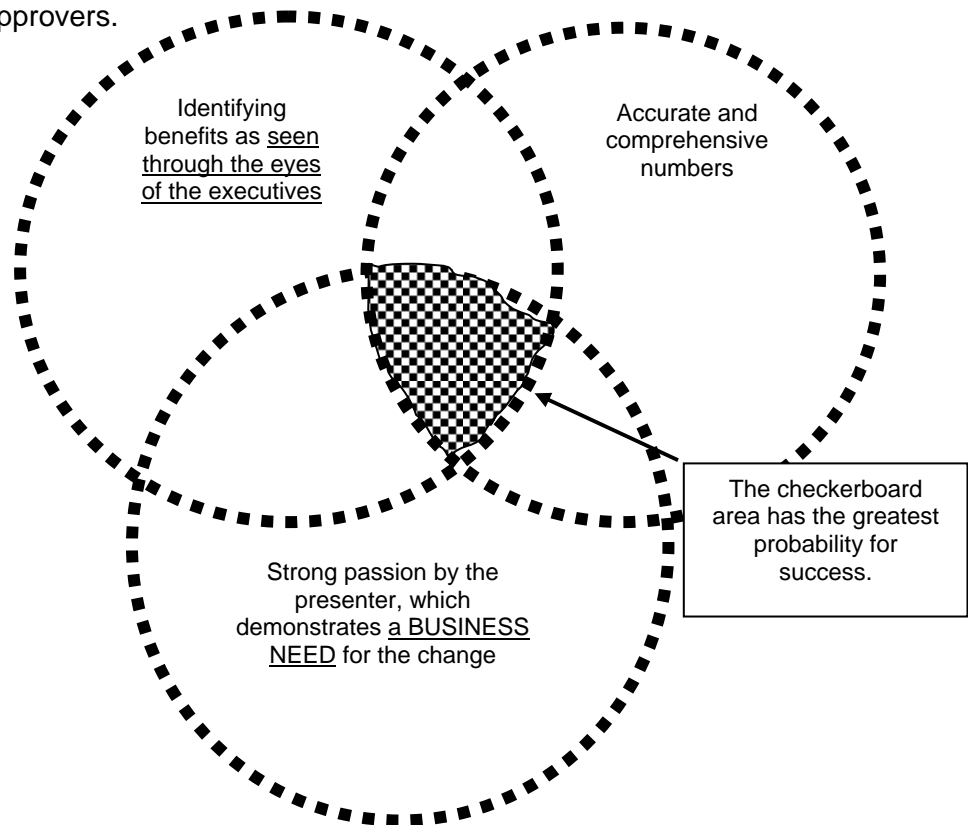 pprovers.
Identifying
benefits as seen
through the eyes
of the executives
Accurate and
comprehensive
numbers
The checkerboard
area has the greatest
probability for
success.
Strong passion by the
presenter, which
demonstrates a BUSINESS
NEED for the change